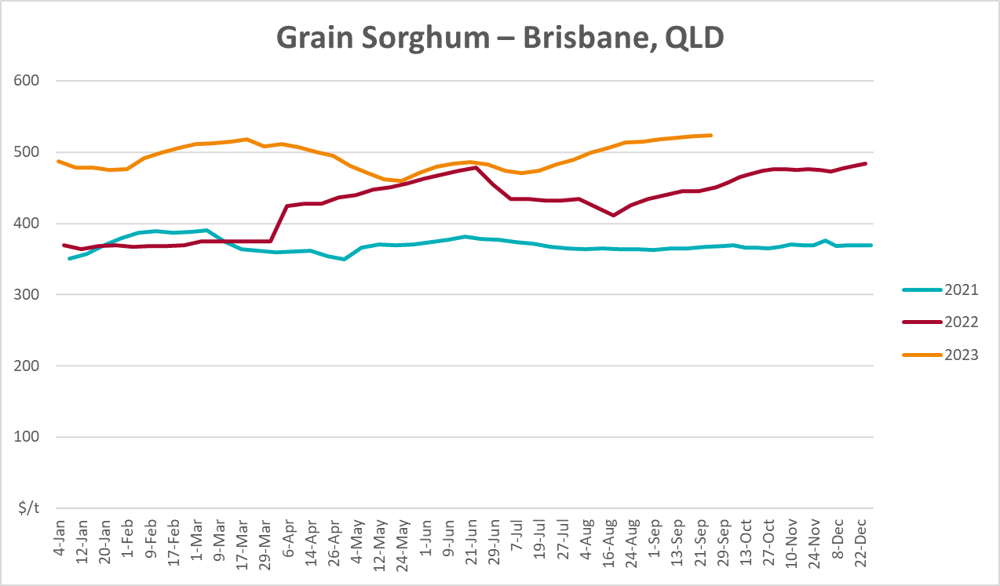 Grain Sorghum – Brisbane, QLD
600
500
400
300
200
100
$/t
4-Jan
12-Jan
20-Jan
1-Feb
9-Feb
17-Feb
1-Mar
9-Mar
17-Mar
29-Mar
6-Apr
14-Apr
26-Apr
4-May
12-May
24-May
1-Jun
9-Jun
21-Jun
29-Jun
7-Jul
19-Jul
27-Jul
4-Aug
16-Aug
24-Aug
1-Sep
13-Sep
21-Sep
29-Sep
13-Oct
27-Oct
10-Nov
24-Nov
8-Dec
22-Dec
2021
2022
2023